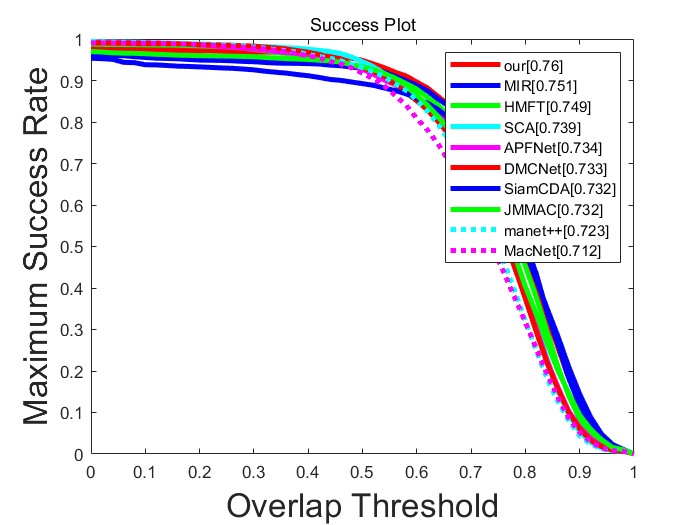 Success Plot
Maximum Success Rate
1
0.9
0.8
0.7
0.6
0.5
0.4
0.3
0.2
0.1
0
our[0.76]
MIR[0.751]
HMFT[0.749]
SCA[0.739]
APFNet[0.734]
DMCNet[0.733]
SiamCDA[0.732]
JMMAC[0.732]
manet++[0.723]
MacNet[0.712]
0 0.1 0.2 0.3 0.4 0.5 0.6 0.7 0.8 0.9 1
Overlap Threshold